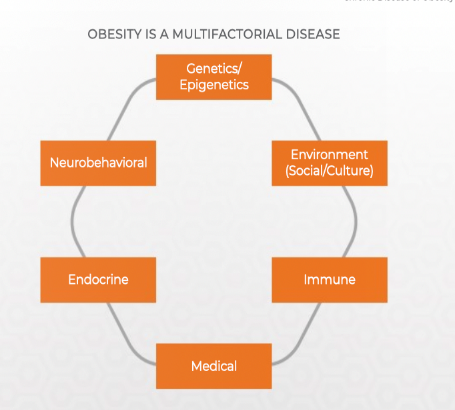 OBESITY IS A MULTIFACTORIAL DISEASE
Genetics/
Epigenetics
Neurobehavioral
Environment
(Social/Culture)
Endocrine
Immune
Medical